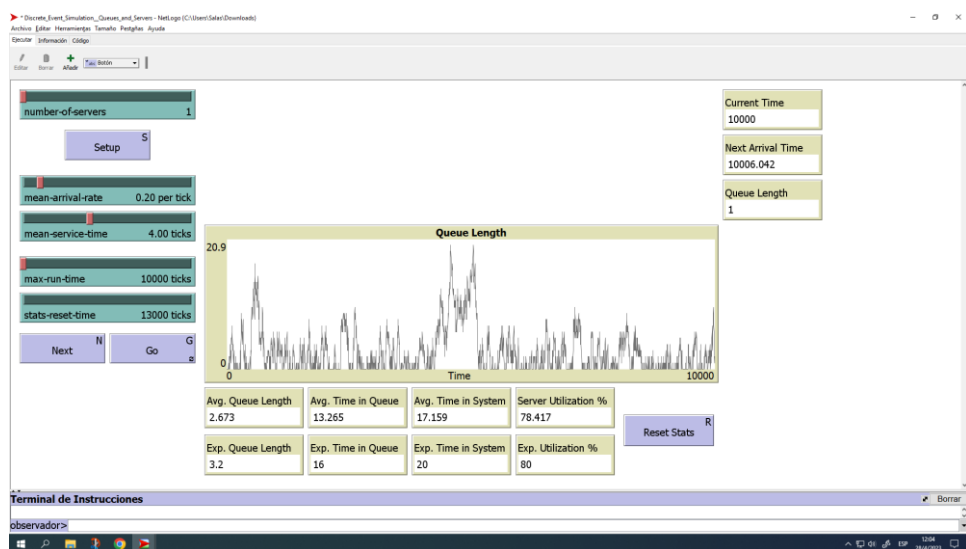 * Discrete_Event_Simulation__Queues_and_Servers - NetLogo {C:\Users\Salas\Downloads}
Archivo Editar Herramientas Tamaño Pestañas Ayuda
Ejecutar Información Código
Editar Borrar Añadir Botón
number-of-servers 1
Setup S
mean-arrival-rate 0.20 per tick
mean-service-time 4.00 ticks
max-run-time 10000 ticks
stats-reset-time 13000 ticks
Next N
Go G
Current Time
10000
Next Arrival Time
10006.042
Queue Length
1
Queue Length
20.9
0
0 Time 10000
Avg. Queue Length Avg. Time in Queue Avg. Time in System Server Utilization %
2.673 13.265 17.159 78.417
Reset Stats R
Exp. Queue Length Exp. Time in Queue Exp. Time in System Exp. Utilization %
3.2 16 20 80
Terminal de Instrucciones Borrar
observador>
ESP 12:04